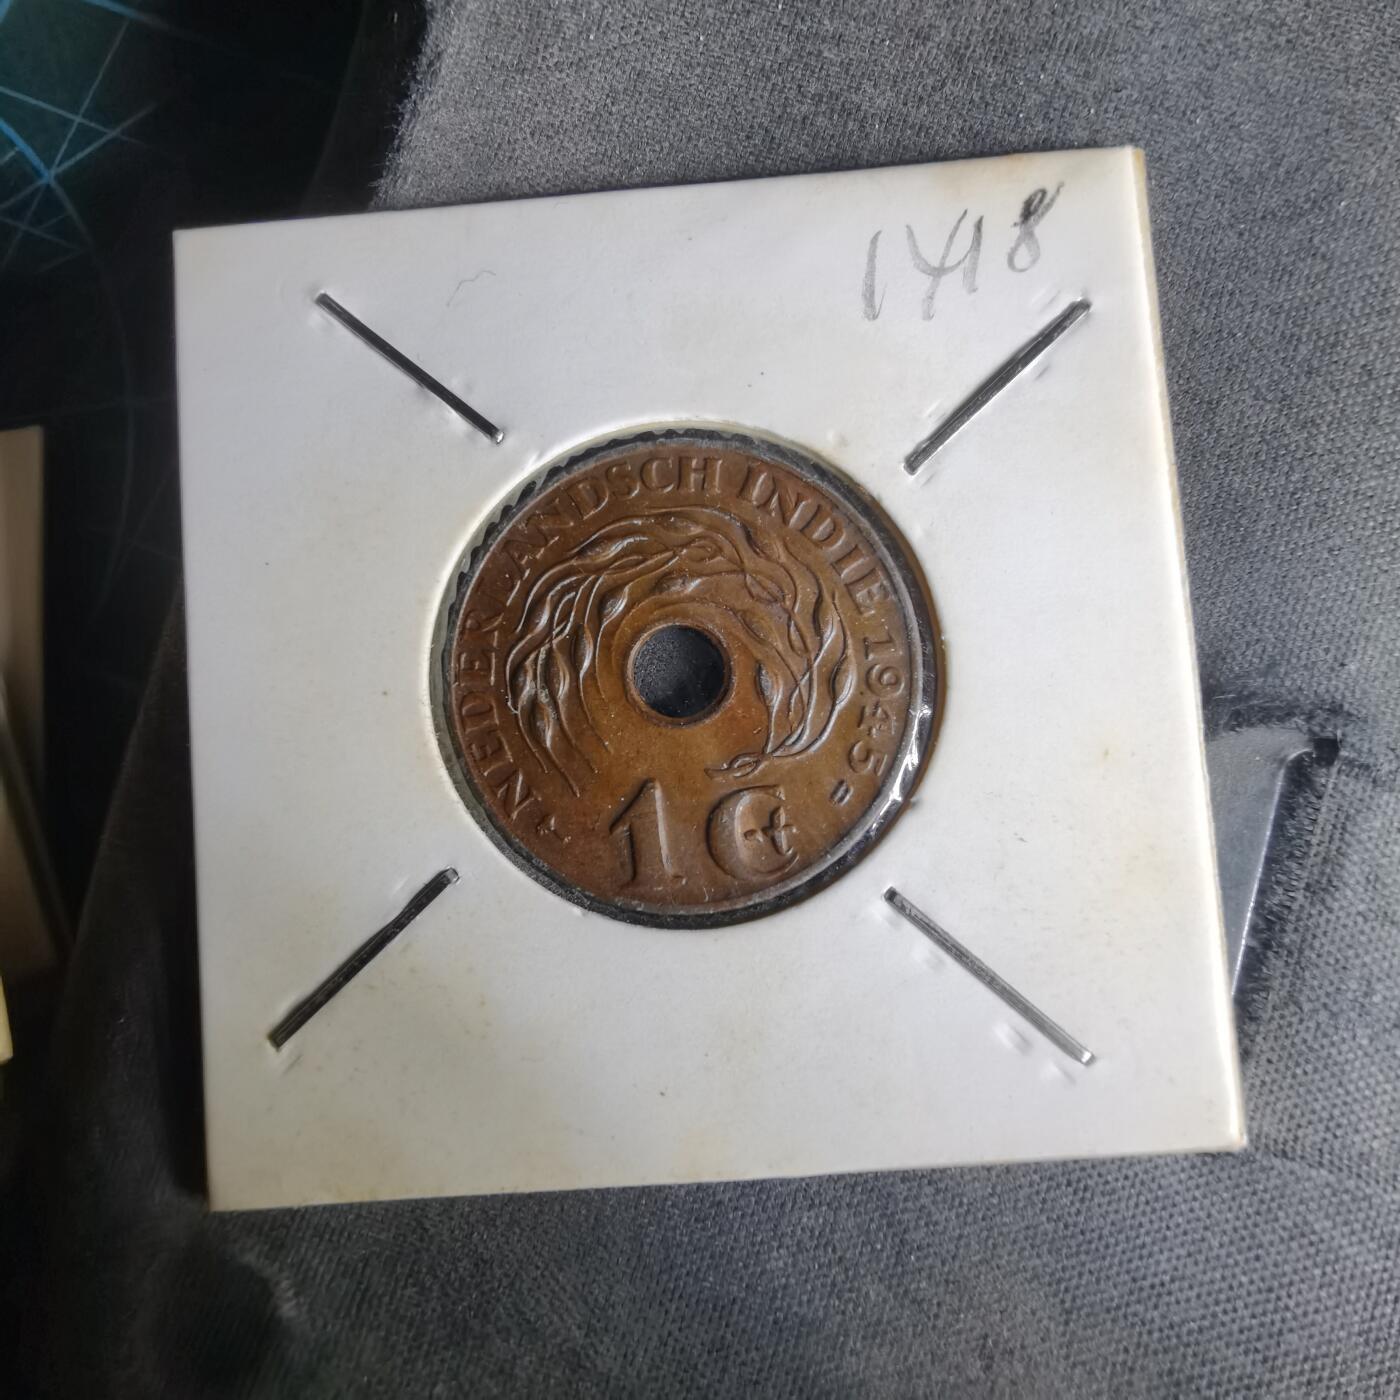 1418
NEDERLANDSCH INDIE 1945
1 C